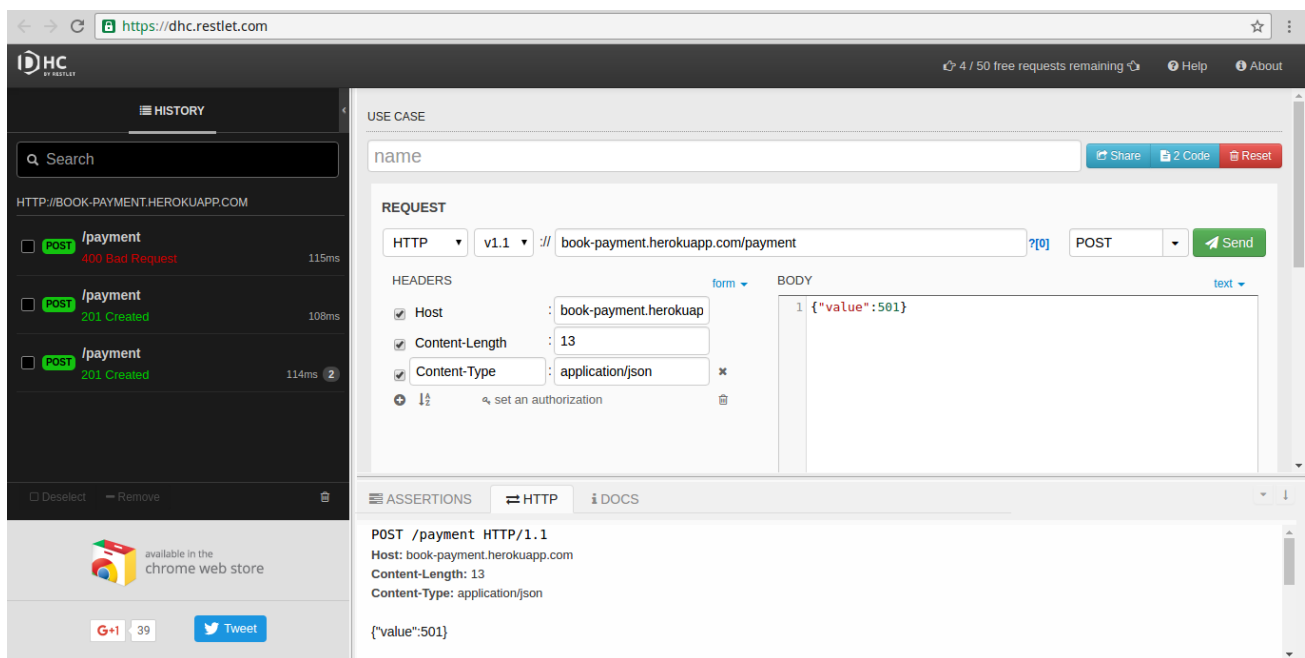 https://dhc.restlet.com
DHC
BY RESTLET
4 / 50 free requests remaining
Help
About
HISTORY
Search
HTTP://BOOK-PAYMENT.HEROKUAPP.COM
POST
/payment
400 Bad Request
115ms
POST
/payment
201 Created
108ms
POST
/payment
201 Created
114ms 2
Deselect
Remove
available in the
chrome web store
G+1 39
Tweet
USE CASE
name
Share
2 Code
Reset
REQUEST
HTTP v1.1 :// book-payment.herokuapp.com/payment ?[0] POST Send
HEADERS form
Host : book-payment.herokuap
Content-Length : 13
Content-Type : application/json
set an authorization
BODY text
1 {"value":501}
ASSERTIONS
HTTP
DOCS
POST /payment HTTP/1.1
Host: book-payment.herokuapp.com
Content-Length: 13
Content-Type: application/json
{"value":501}